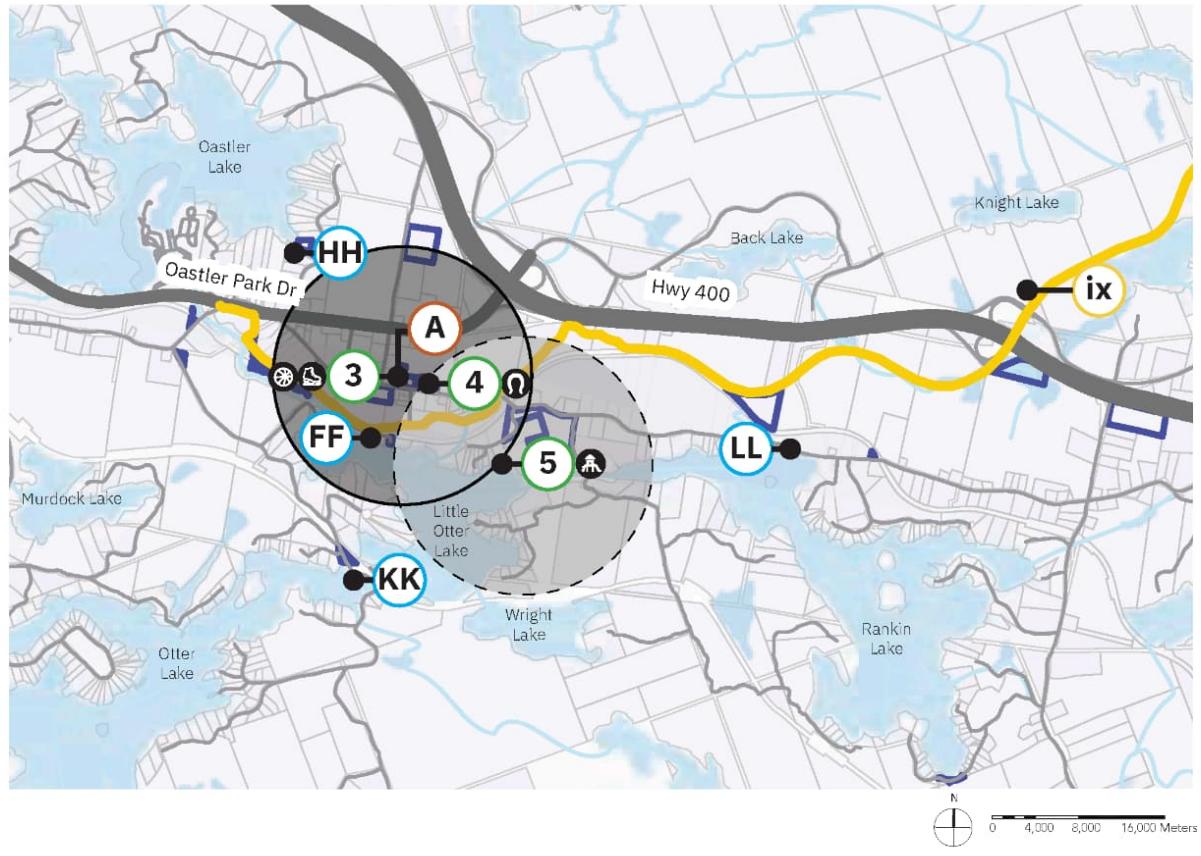 Oastler
Lake
Knight Lake
Back Lake
HH
Oastler Park Dr
Hwy 400
ix
A
3
4
FF
LL
5
Murdock Lake
Little
Otter
Lake
KK
Wright
Lake
Rankin
Lake
Otter
Lake
N
0 4,000 8,000 16,000 Meters